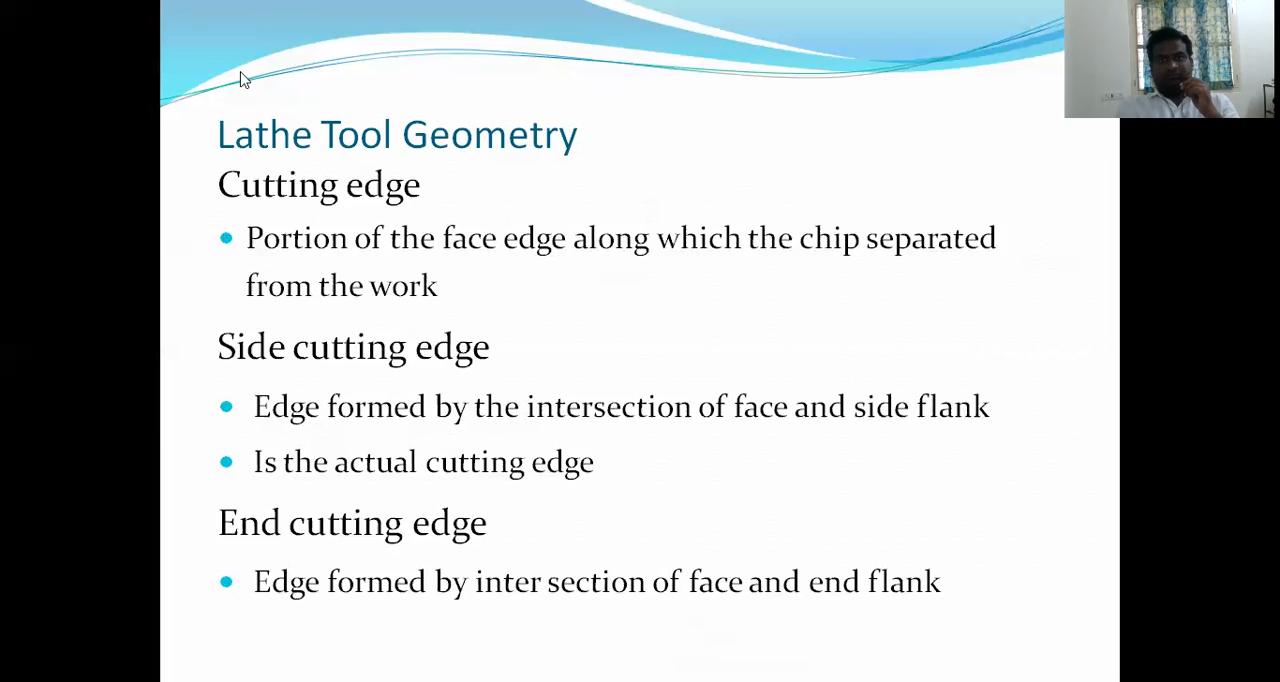 Lathe Tool Geometry
Cutting edge
Portion of the face edge along which the chip separated
from the work
Side cutting edge
Edge formed by the intersection of face and side flank
Is the actual cutting edge
End cutting edge
Edge formed by inter section of face and end flank